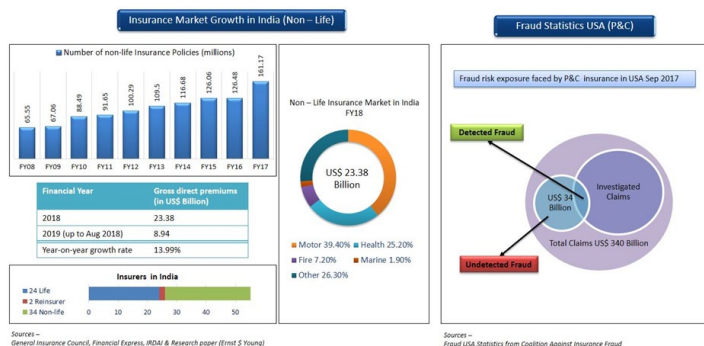 Insurance Market Growth in India (Non – Life)
Number of non-life Insurance Policies (millions)
65.55
67.06
88.49
91.65
100.29
109.5
116.68
126.06
126.48
161.17
FY08 FY09 FY10 FY11 FY12 FY13 FY14 FY15 FY16 FY17
Financial Year Gross direct premiums
(in US$ Billion)
2018 23.38
2019 (up to Aug 2018) 8.94
Year-on-year growth rate 13.99%
Insurers in India
24 Life
2 Reinsurer
34 Non-life
0 10 20 30 40 50
Non – Life Insurance Market in India
FY18
US$ 23.38
Billion
Motor 39.40% Health 25.20%
Fire 7.20% Marine 1.90%
Other 26.30%
Sources –
General Insurance Council, Financial Express, IRDAI & Research paper (Ernst $ Young)
Fraud Statistics USA (P&C)
Fraud risk exposure faced by P&C insurance in USA Sep 2017
Detected Fraud
US$ 34
Billion
Investigated
Claims
Total Claims US$ 340 Billion
Undetected Fraud
Sources –
Fraud USA Statistics from Coalition Against Insurance Fraud